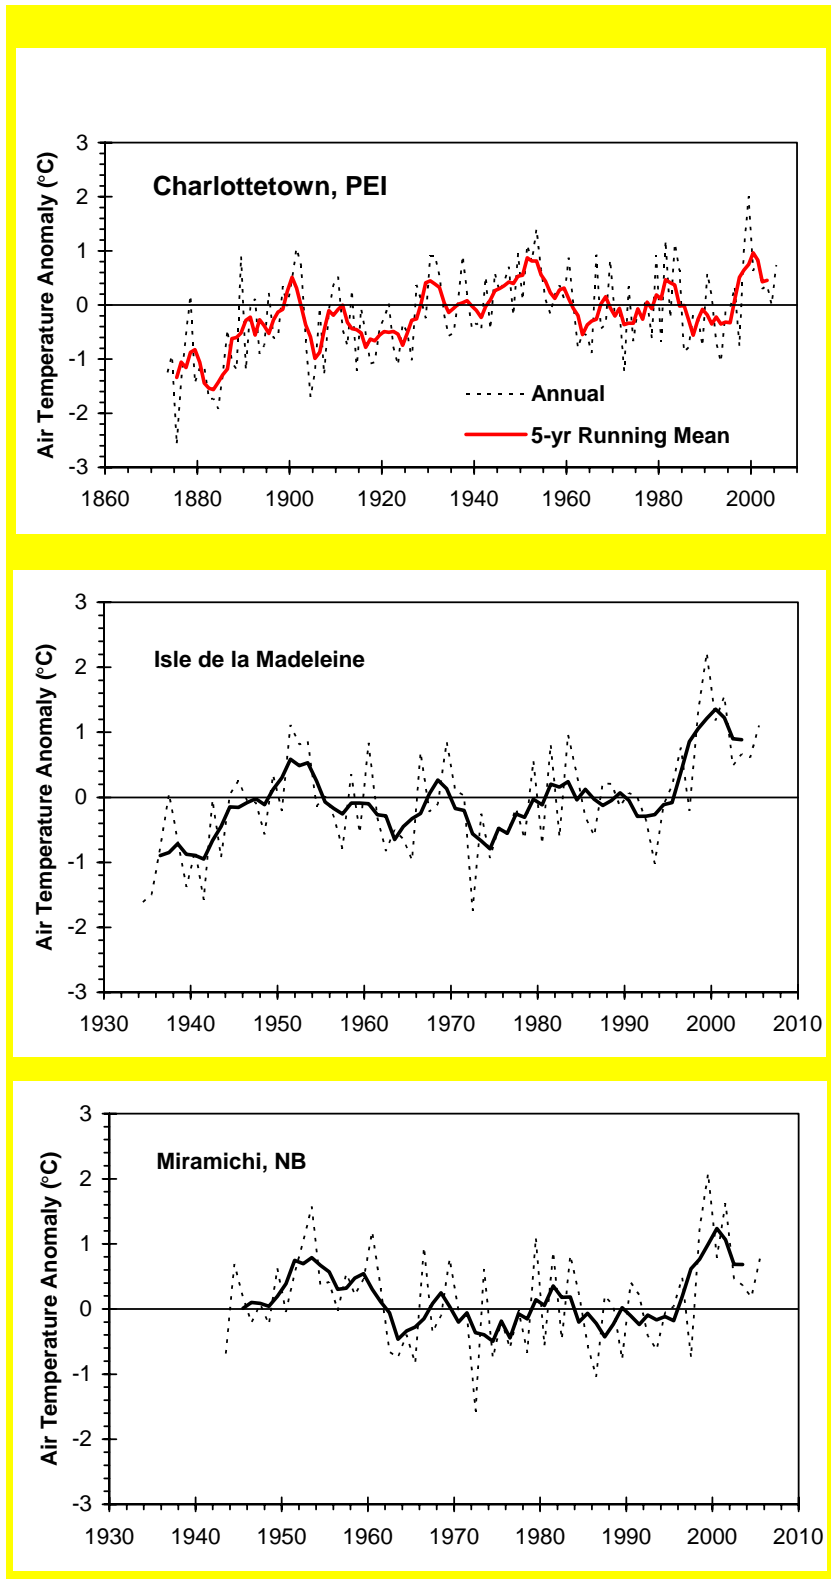 Air Temperature Anomaly (°C)
3
2
1
0
-1
-2
-3
Charlottetown, PEI
Annual
5-yr Running Mean
1860 1880 1900 1920 1940 1960 1980 2000
Air Temperature Anomaly (°C)
3
2
1
0
-1
-2
-3
Isle de la Madeleine
1930 1940 1950 1960 1970 1980 1990 2000 2010
Air Temperature Anomaly (°C)
3
2
1
0
-1
-2
-3
Miramichi, NB
1930 1940 1950 1960 1970 1980 1990 2000 2010